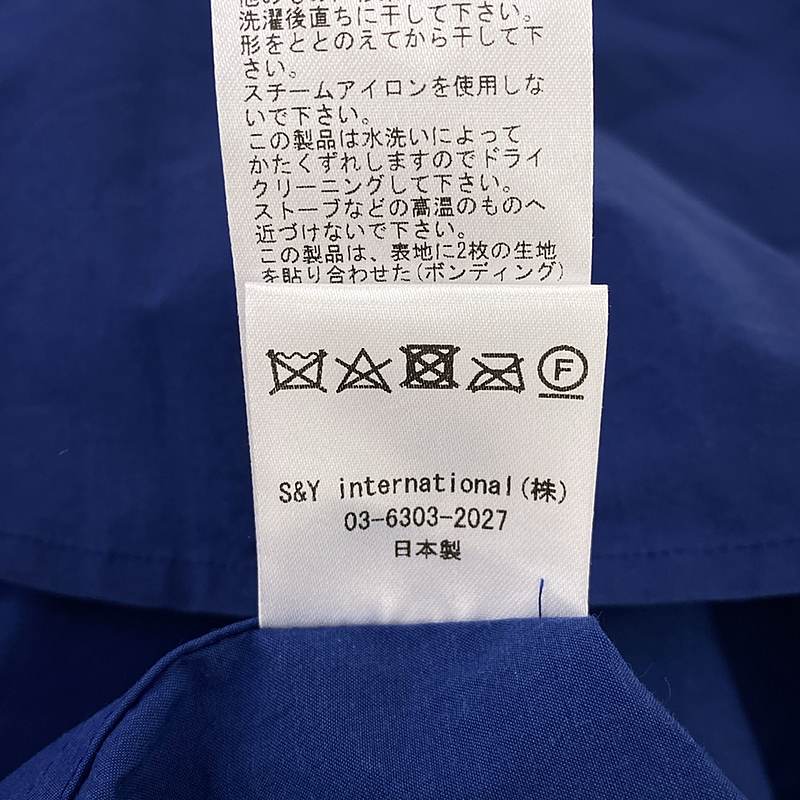 洗濯後直ちに干して下さい。
形をととのえてから干して下
さい。
スチームアイロンを使用しな
いで下さい。
この製品は水洗いによって
かたくずれしますのでドライ
クリーニングして下さい。
ストーブなどの高温のものへ
近づけないで下さい。
この製品は、表地に2枚の生地
を貼り合わせた(ボンディング)
F
S&Y international(株)
03-6303-2027
日本製